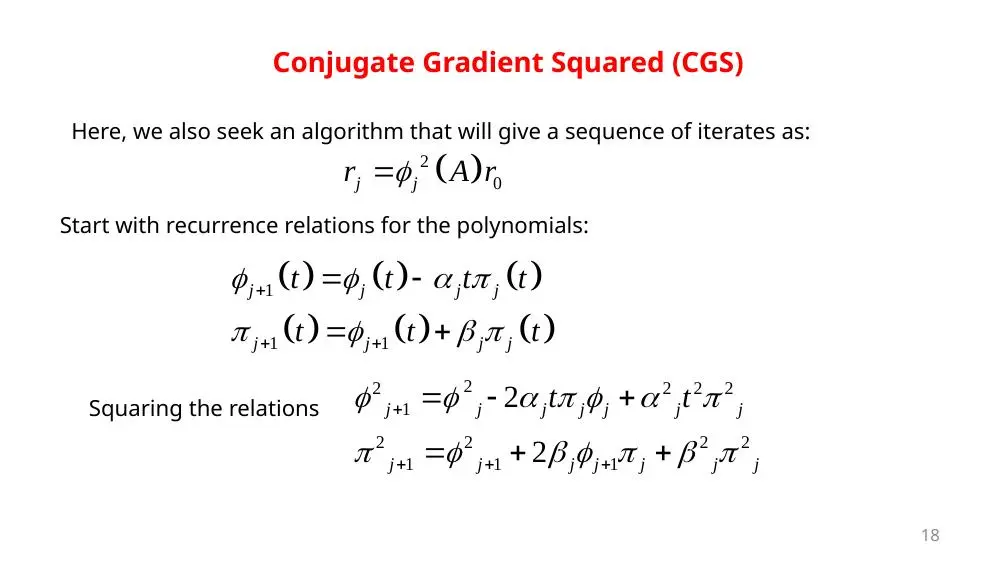 Conjugate Gradient Squared (CGS)
Here, we also seek an algorithm that will give a sequence of iterates as:
r_j = ϕ_j^2 (A) r_0
Start with recurrence relations for the polynomials:
ϕ_{j+1} (t) = ϕ_j (t) - α_j t π_j (t)
π_{j+1} (t) = ϕ_{j+1} (t) + β_j π_j (t)
Squaring the relations
ϕ^2_{j+1} = ϕ^2_j - 2α_j t π_j ϕ_j + α^2_j t^2 π^2_j
π^2_{j+1} = ϕ^2_{j+1} + 2β_j ϕ_{j+1} π_j + β^2_j π^2_j
18